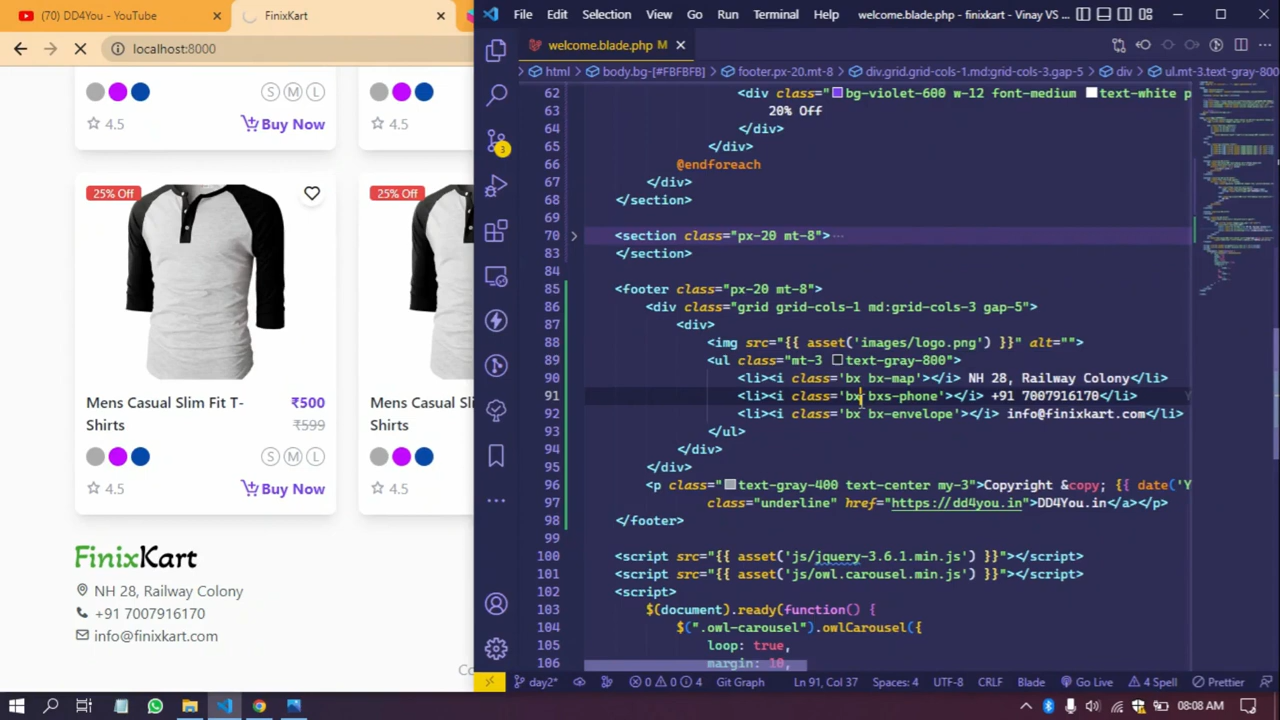 (70) DD4You - YouTube
FinixKart
localhost:8000
S M L
4.5
Buy Now
4.5
25% Off
25% Off
Mens Casual Slim Fit T-Shirts
₹500
₹599
Mens Casual Slim Fit T-
Shirts
S M L
4.5
Buy Now
4.5
FinixKart
NH 28, Railway Colony
+91 7007916170
info@finixkart.com
Co
File Edit Selection View Go Run Terminal Help
welcome.blade.php - finixkart - Vinay VS ...
welcome.blade.php M
html body.bg-[#FBFBFB] footer.px-20.mt-8 div.grid.grid-cols-1.md:grid-cols-3.gap-5 div ul.mt-3.text-gray-800
62 <div class="bg-violet-600 w-12 font-medium text-white p
63 20% Off
64 </div>
65 </div>
66 @endforeach
67 </div>
68 </section>
69
70 <section class="px-20 mt-8">
83 </section>
84
85 <footer class="px-20 mt-8">
86 <div class="grid grid-cols-1 md:grid-cols-3 gap-5">
87 <div>
88 <img src="{{ asset('images/logo.png') }}" alt="">
89 <ul class="mt-3 text-gray-800">
90 <li><i class='bx bx-map'></i> NH 28, Railway Colony</li>
91 <li><i class='bx bxs-phone'></i> +91 7007916170</li>
92 <li><i class='bx bx-envelope'></i> info@finixkart.com</li>
93 </ul>
94 </div>
95 </div>
96 <p class="text-gray-400 text-center my-3">Copyright &copy; {{ date('Y
97 class="underline" href="https://dd4you.in">DD4You.in</a></p>
98 </footer>
99
100 <script src="{{ asset('js/jquery-3.6.1.min.js') }}"></script>
101 <script src="{{ asset('js/owl.carousel.min.js') }}"></script>
102 <script>
103 $(document).ready(function() {
104 $(".owl-carousel").owlCarousel({
105 loop: true,
106 margin: 10,
3
day2* 0 0 4 Git Graph
Ln 91, Col 37 Spaces: 4 UTF-8 CRLF Blade Go Live 4 Spell Prettier
08:08 AM